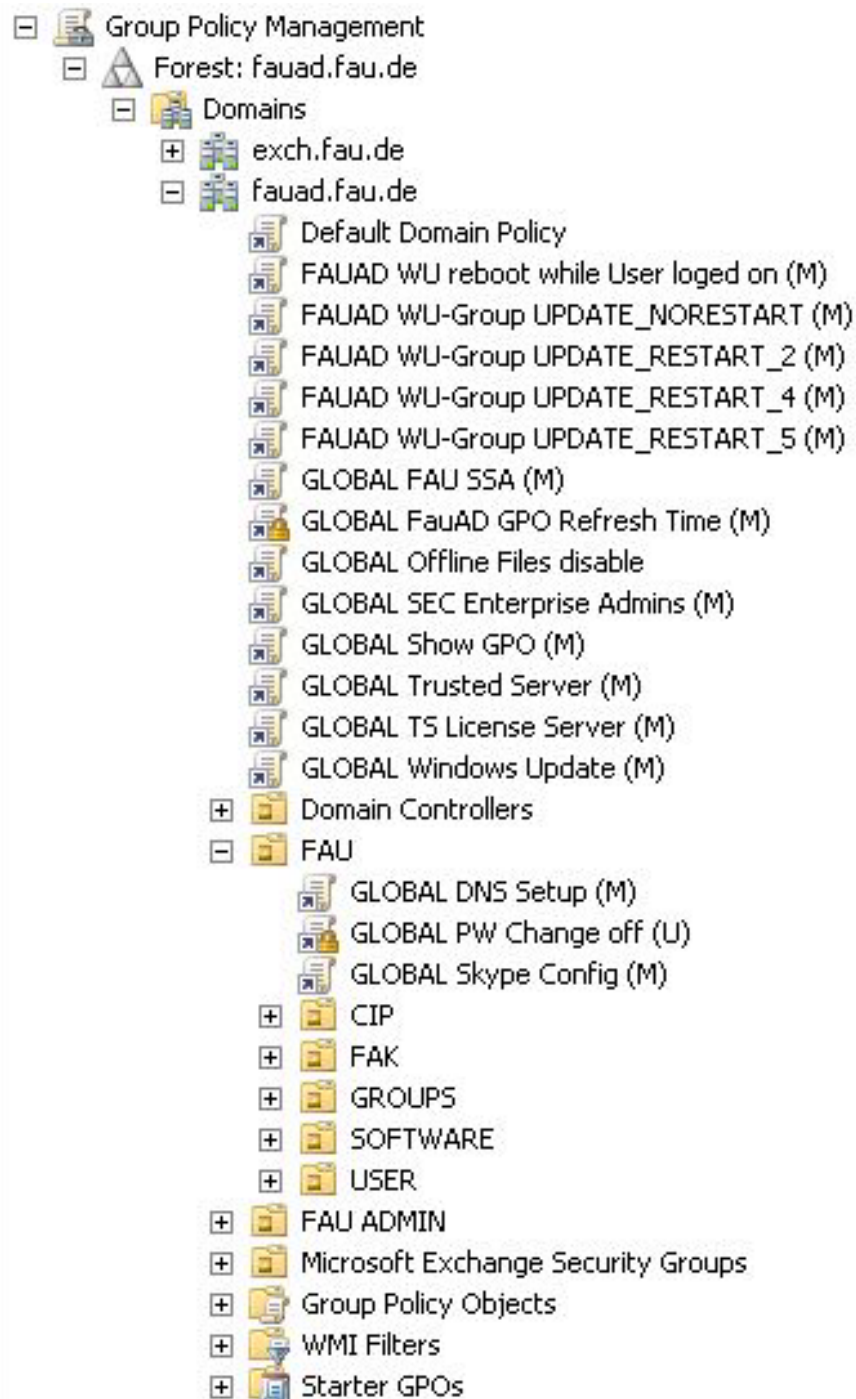 Group Policy Management
Forest: fauad.fau.de
Domains
exch.fau.de
fauad.fau.de
Default Domain Policy
FAUAD WU reboot while User loged on (M)
FAUAD WU-Group UPDATE_NORESTART (M)
FAUAD WU-Group UPDATE_RESTART_2 (M)
FAUAD WU-Group UPDATE_RESTART_4 (M)
FAUAD WU-Group UPDATE_RESTART_5 (M)
GLOBAL FAU SSA (M)
GLOBAL FauAD GPO Refresh Time (M)
GLOBAL Offline Files disable
GLOBAL SEC Enterprise Admins (M)
GLOBAL Show GPO (M)
GLOBAL Trusted Server (M)
GLOBAL TS License Server (M)
GLOBAL Windows Update (M)
Domain Controllers
FAU
GLOBAL DNS Setup (M)
GLOBAL PW Change off (U)
GLOBAL Skype Config (M)
CIP
FAK
GROUPS
SOFTWARE
USER
FAU ADMIN
Microsoft Exchange Security Groups
Group Policy Objects
WMI Filters
Starter GPOs